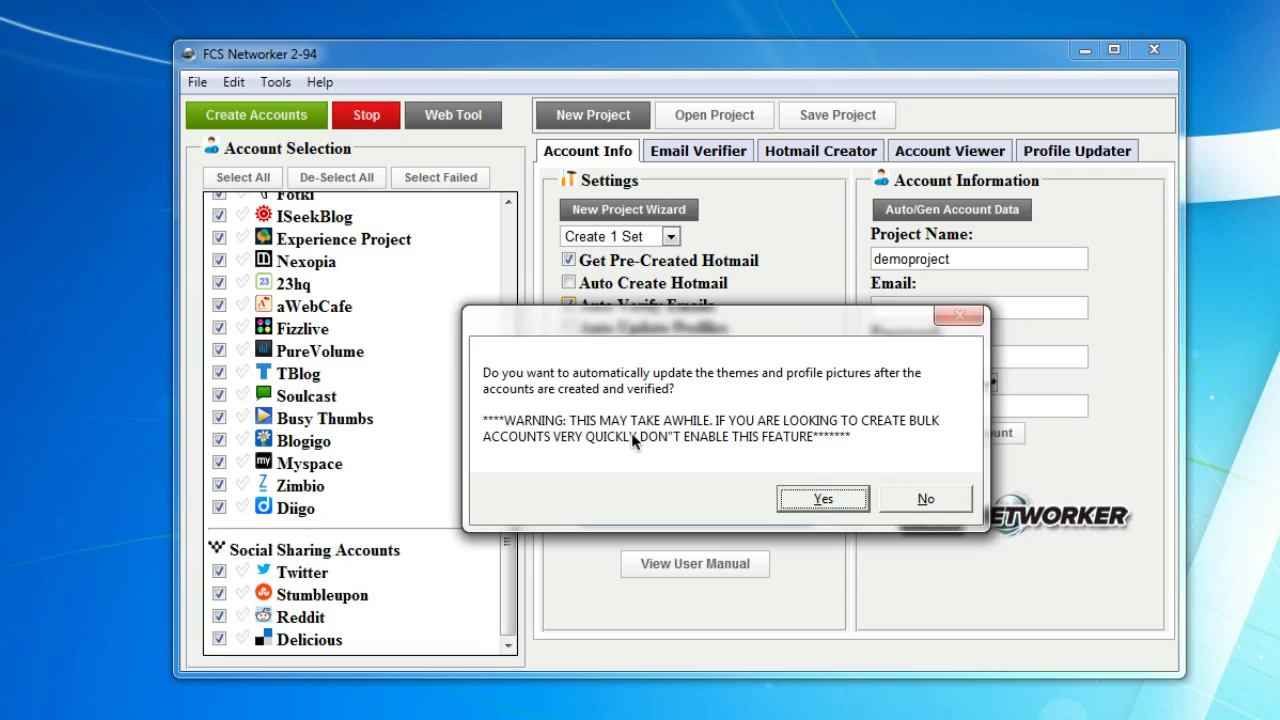 FCS Networker 2-94
File Edit Tools Help
Create Accounts Stop Web Tool
New Project Open Project Save Project
Account Selection
Select All De-Select All Select Failed
Fotki
ISeekBlog
Experience Project
Nexopia
23hq
aWebCafe
Fizzlive
PureVolume
TBlog
Soulcast
Busy Thumbs
Blogigo
Myspace
Zimbio
Diigo
Social Sharing Accounts
Twitter
Stumbleupon
Reddit
Delicious
Account Info Email Verifier Hotmail Creator Account Viewer Profile Updater
Settings
New Project Wizard
Create 1 Set
Get Pre-Created Hotmail
Auto Create Hotmail
Auto Verify Emails
Auto Update Profiles
Account Information
Auto/Gen Account Data
Project Name:
demoproject
Email:
Do you want to automatically update the themes and profile pictures after the
accounts are created and verified?
****WARNING: THIS MAY TAKE AWHILE. IF YOU ARE LOOKING TO CREATE BULK
ACCOUNTS VERY QUICKLY DON"T ENABLE THIS FEATURE*******
Yes No
View User Manual